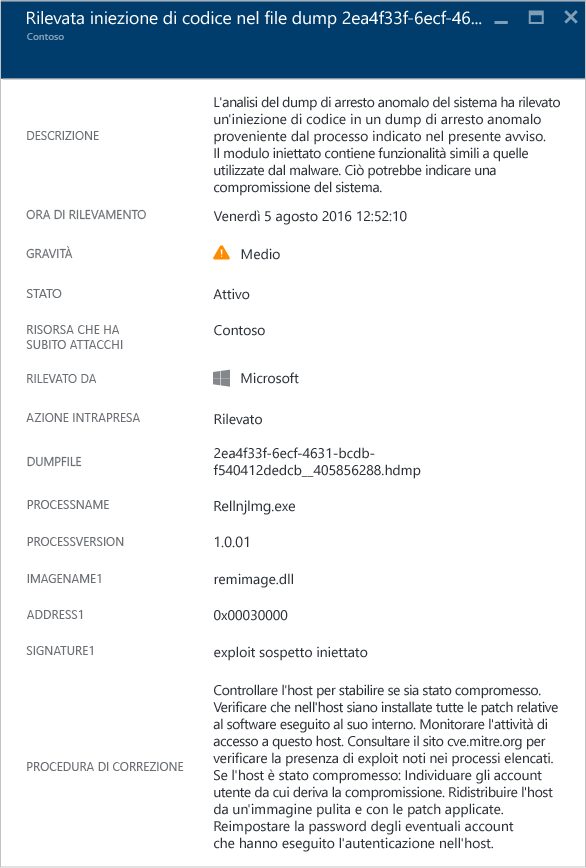 Rilevata iniezione di codice nel file dump 2ea4f33f-6ecf-46...
Contoso
DESCRIZIONE
L'analisi del dump di arresto anomalo del sistema ha rilevato
un'iniezione di codice in un dump di arresto anomalo
proveniente dal processo indicato nel presente avviso.
Il modulo iniettato contiene funzionalità simili a quelle
utilizzate dal malware. Ciò potrebbe indicare una
compromissione del sistema.
ORA DI RILEVAMENTO
Venerdì 5 agosto 2016 12:52:10
GRAVITÀ
Medio
STATO
Attivo
RISORSA CHE HA
SUBITO ATTACCHI
Contoso
RILEVATO DA
Microsoft
AZIONE INTRAPRESA
Rilevato
DUMPFILE
2ea4f33f-6ecf-4631-bcdb-
f540412dedcb__405856288.hdmp
PROCESSNAME
RelInjImg.exe
PROCESSVERSION
1.0.01
IMAGENAME1
remimage.dll
ADDRESS1
0x00030000
SIGNATURE1
exploit sospetto iniettato
PROCEDURA DI CORREZIONE
Controllare l'host per stabilire se sia stato compromesso.
Verificare che nell'host siano installate tutte le patch relative
al software eseguito al suo interno. Monitorare l'attività di
accesso a questo host. Consultare il sito cve.mitre.org per
verificare la presenza di exploit noti nei processi elencati.
Se l'host è stato compromesso: Individuare gli account
utente da cui deriva la compromissione. Ridistribuire l'host
da un'immagine pulita e con le patch applicate.
Reimpostare la password degli eventuali account
che hanno eseguito l'autenticazione nell'host.